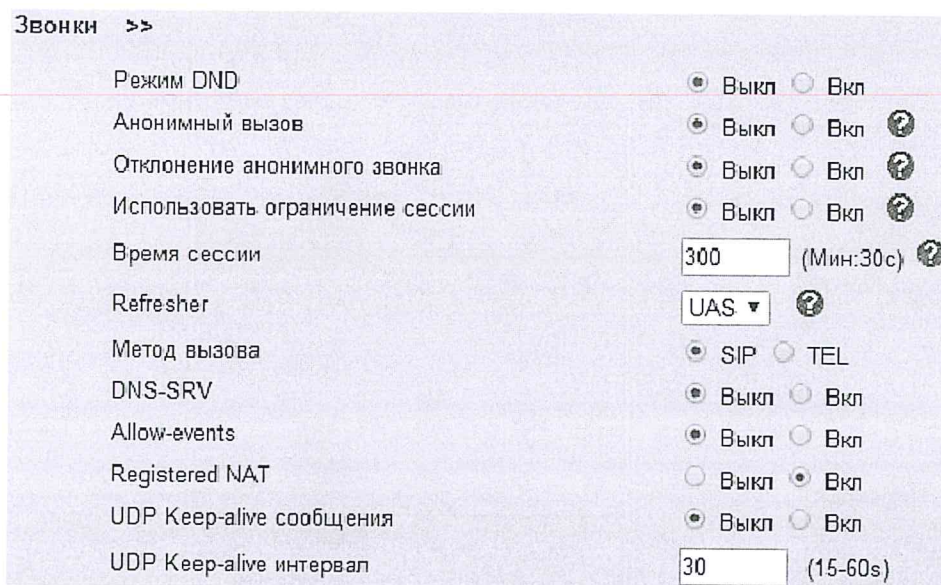 Звонки >>
Режим DND Выкл Вкл
Анонимный вызов Выкл Вкл ?
Отклонение анонимного звонка Выкл Вкл ?
Использовать ограничение сессии Выкл Вкл ?
Время сессии 300 (Мин:30с) ?
Refresher UAS ?
Метод вызова SIP TEL
DNS-SRV Выкл Вкл
Allow-events Выкл Вкл
Registered NAT Выкл Вкл
UDP Keep-alive сообщения Выкл Вкл
UDP Keep-alive интервал 30 (15-60s)